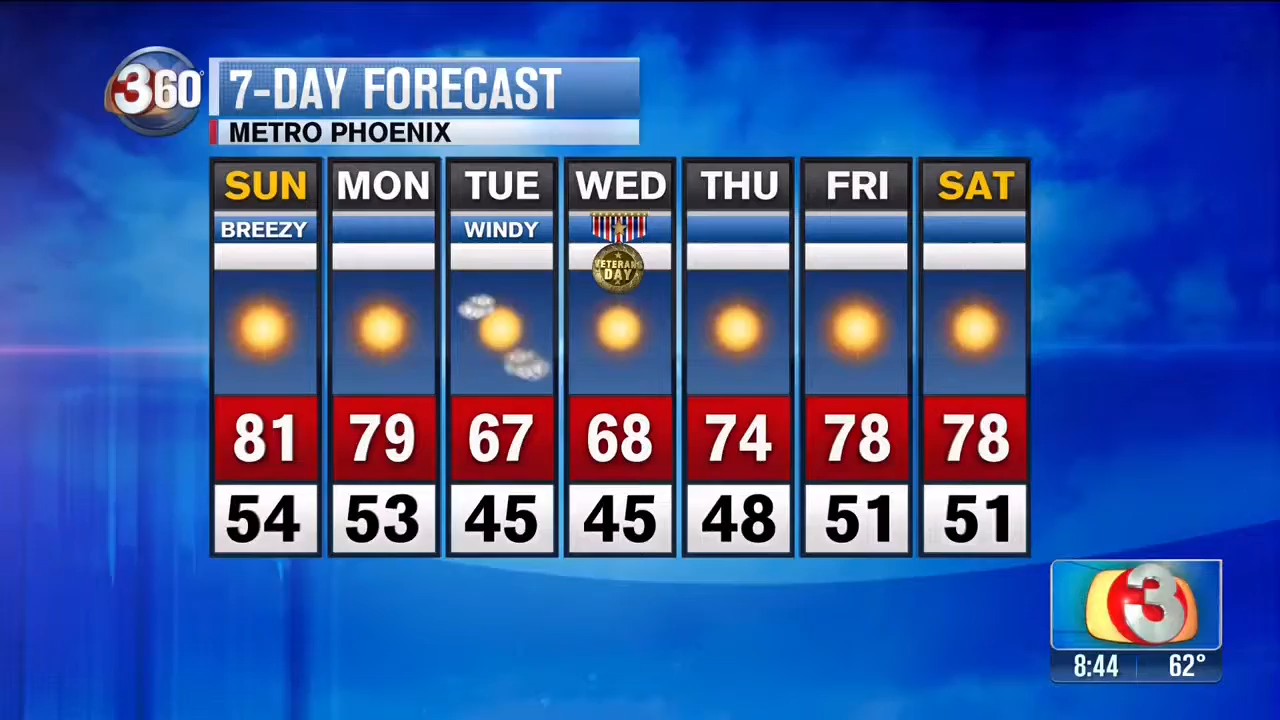 360°
7-DAY FORECAST
METRO PHOENIX
SUN MON TUE WED THU FRI SAT
BREEZY WINDY
VETERANS
DAY
81 79 67 68 74 78 78
54 53 45 45 48 51 51
3
8:44 62°